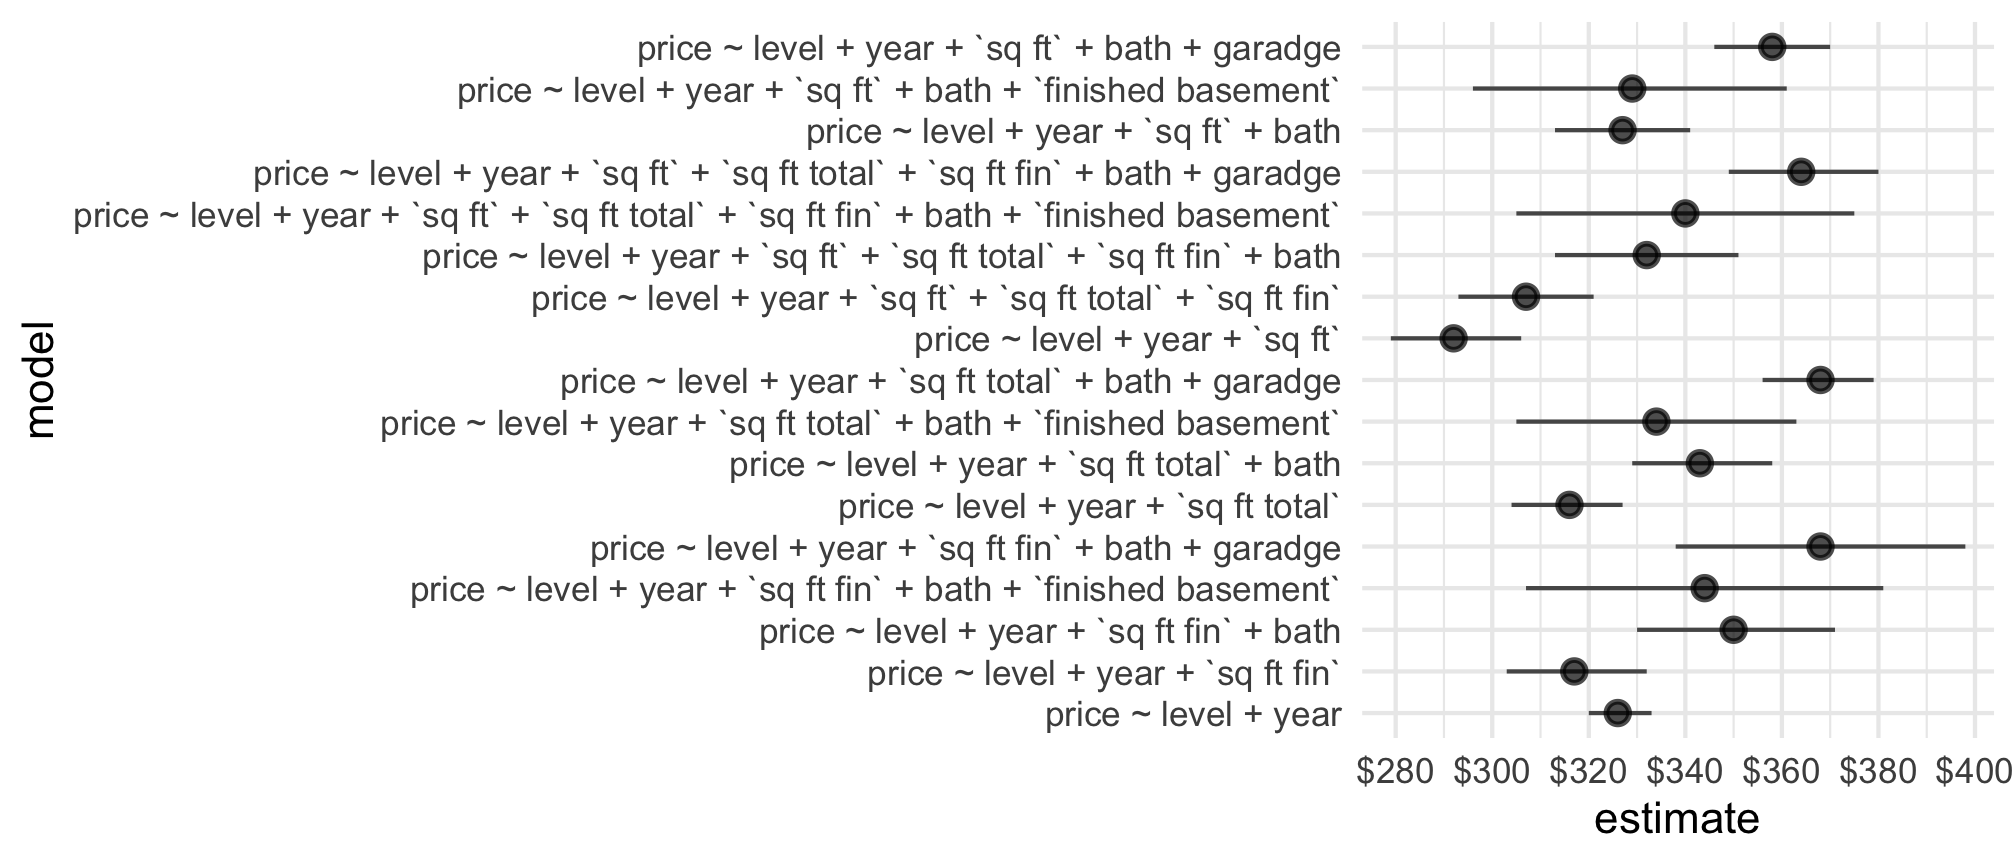 price ~ level + year + `sq ft` + bath + garadge
price ~ level + year + `sq ft` + bath + `finished basement`
price ~ level + year + `sq ft` + bath
price ~ level + year + `sq ft` + `sq ft total` + `sq ft fin` + bath + garadge
price ~ level + year + `sq ft` + `sq ft total` + `sq ft fin` + bath + `finished basement`
price ~ level + year + `sq ft` + `sq ft total` + `sq ft fin` + bath
price ~ level + year + `sq ft` + `sq ft total` + `sq ft fin`
price ~ level + year + `sq ft`
price ~ level + year + `sq ft total` + bath + garadge
price ~ level + year + `sq ft total` + bath + `finished basement`
price ~ level + year + `sq ft total` + bath
price ~ level + year + `sq ft total`
price ~ level + year + `sq ft fin` + bath + garadge
price ~ level + year + `sq ft fin` + bath + `finished basement`
price ~ level + year + `sq ft fin` + bath
price ~ level + year + `sq ft fin`
price ~ level + year
model
$280 $300 $320 $340 $360 $380 $400
estimate